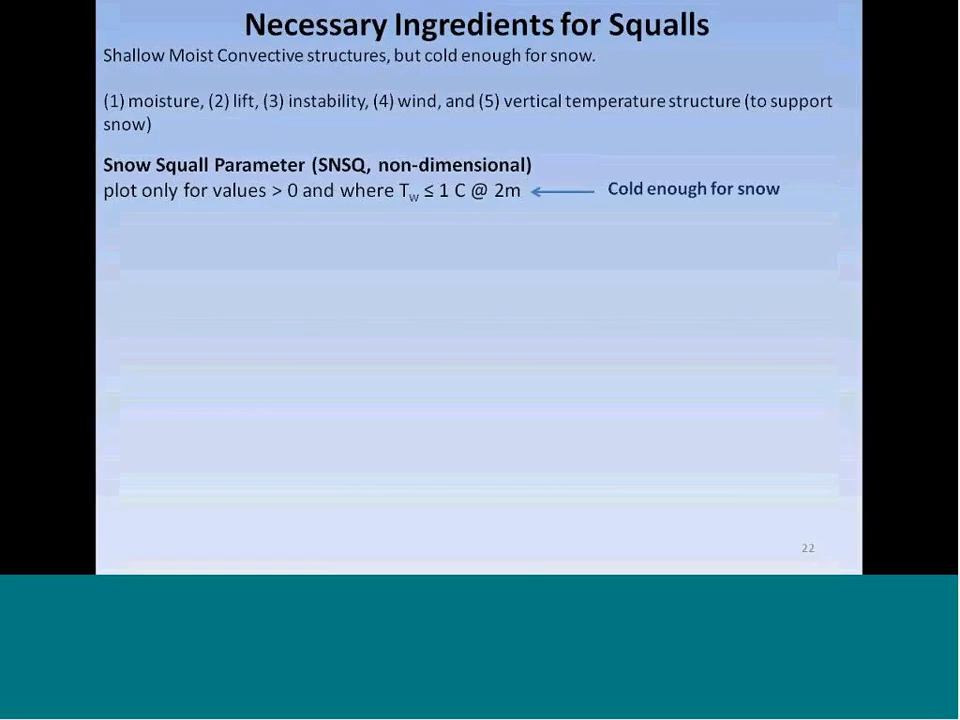 Necessary Ingredients for Squalls
Shallow Moist Convective structures, but cold enough for snow.
(1) moisture, (2) lift, (3) instability, (4) wind, and (5) vertical temperature structure (to support
snow)
Snow Squall Parameter (SNSQ, non-dimensional)
plot only for values > 0 and where Tw ≤ 1 C @ 2m
Cold enough for snow
22